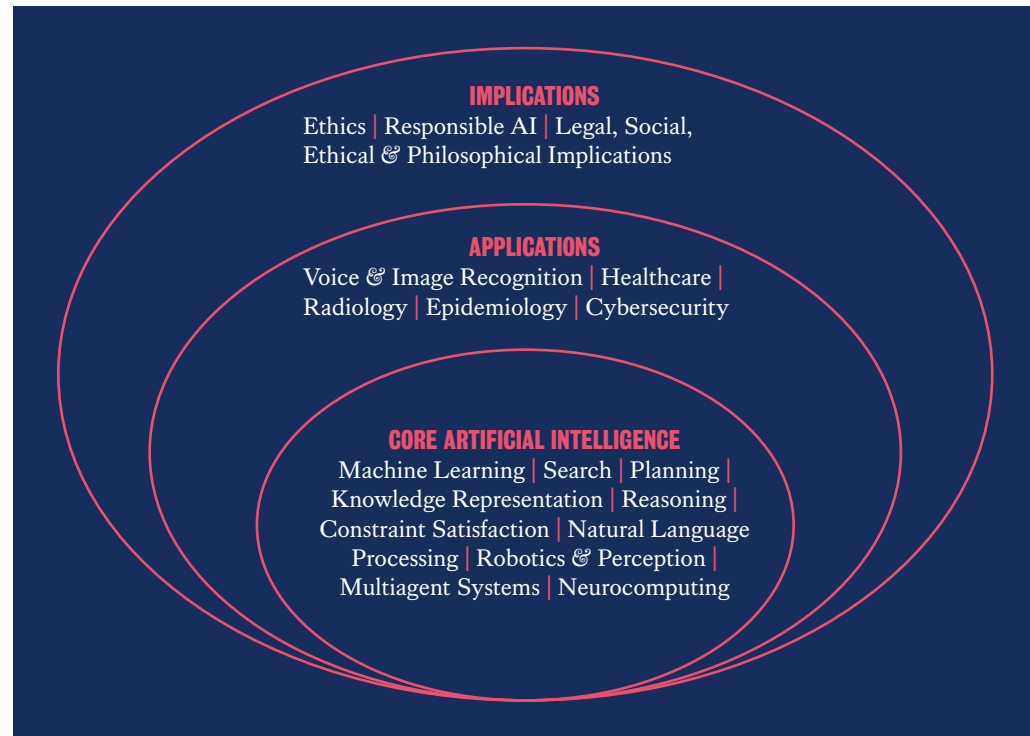 IMPLICATIONS
Ethics | Responsible AI | Legal, Social,
Ethical & Philosophical Implications
APPLICATIONS
Voice & Image Recognition | Healthcare |
Radiology | Epidemiology | Cybersecurity
CORE ARTIFICIAL INTELLIGENCE
Machine Learning | Search | Planning |
Knowledge Representation | Reasoning |
Constraint Satisfaction | Natural Language
Processing | Robotics & Perception |
Multiagent Systems | Neurocomputing